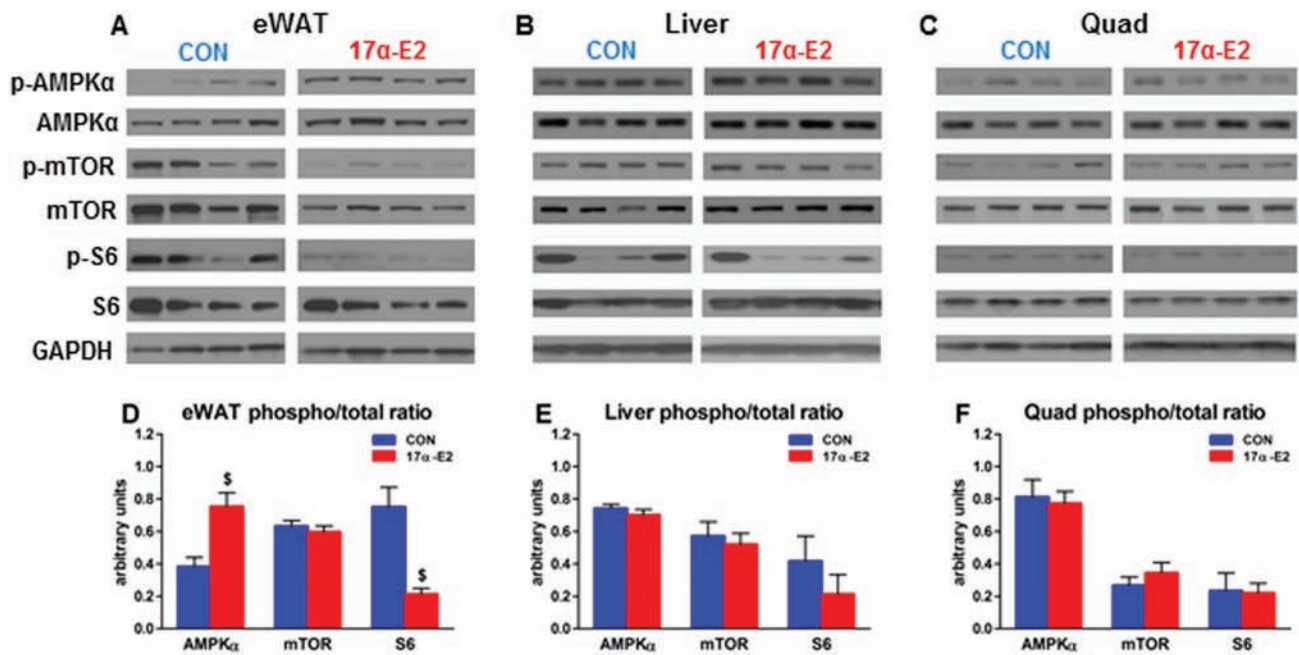 A eWAT
CON 17α-E2
B Liver
CON 17α-E2
C Quad
CON 17α-E2
p-AMPKα
AMPKα
p-mTOR
mTOR
p-S6
S6
GAPDH
D eWAT phospho/total ratio
arbitrary units
1.2
1.0
0.8
0.6
0.4
0.2
0.0
CON
17α-E2
$
$
AMPKα mTOR S6
E Liver phospho/total ratio
arbitrary units
1.2
1.0
0.8
0.6
0.4
0.2
0.0
CON
17α-E2
AMPKα mTOR S6
F Quad phospho/total ratio
arbitrary units
1.2
1.0
0.8
0.6
0.4
0.2
0.0
CON
17α-E2
AMPKα mTOR S6